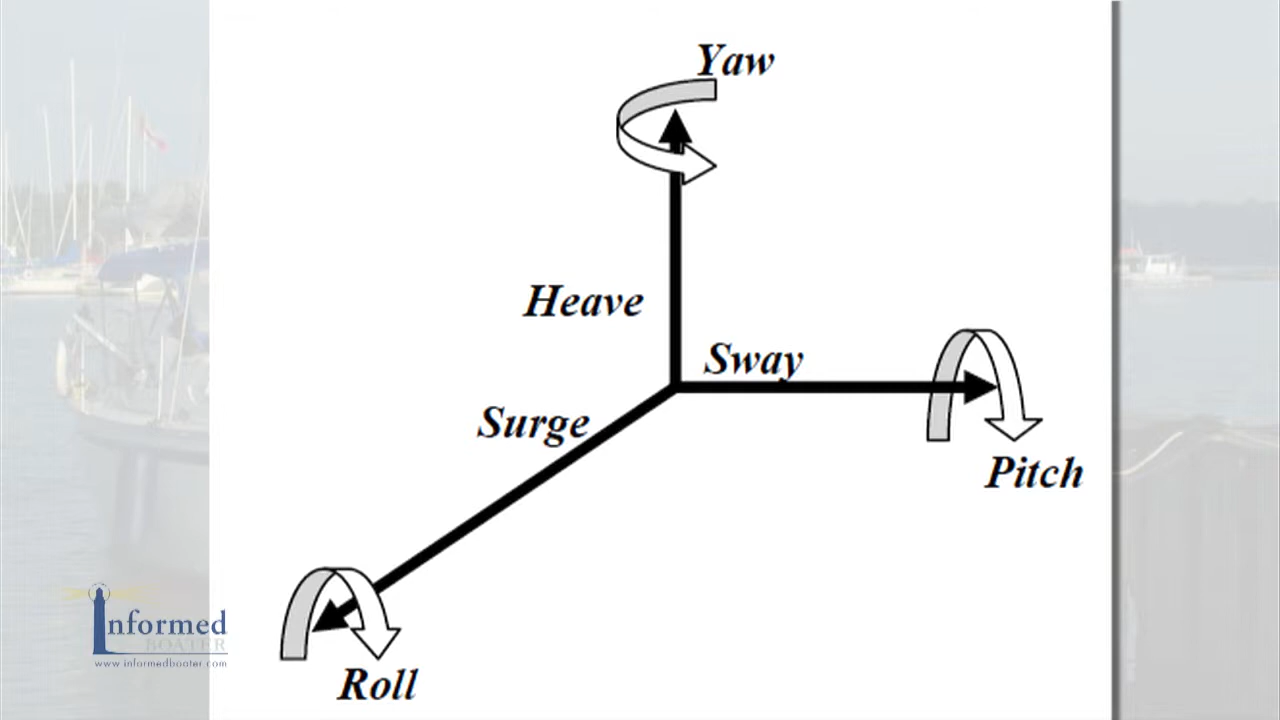 Yaw
Heave
Sway
Surge
Pitch
Informed
BOATER
www.informedboater.com
Roll